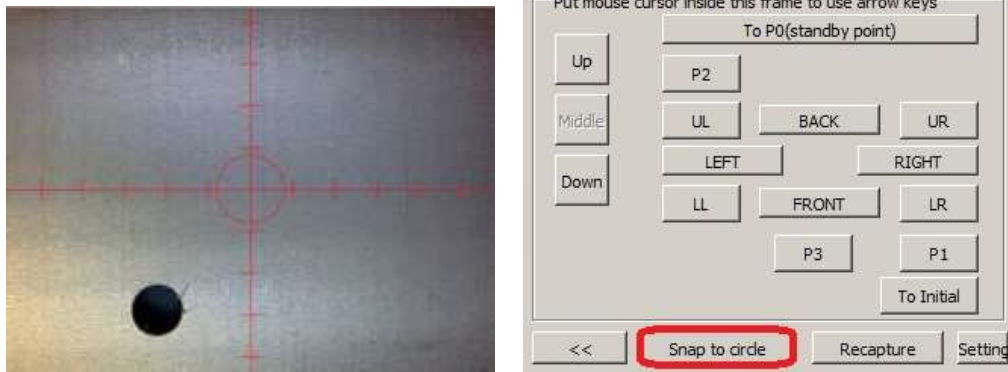 Put mouse cursor inside this frame to use arrow keys
To P0(standby point)
Up
P2
Middle
UL BACK UR
LEFT RIGHT
Down
LL FRONT LR
P3 P1
To Initial
<< Snap to circle Recapture Setting